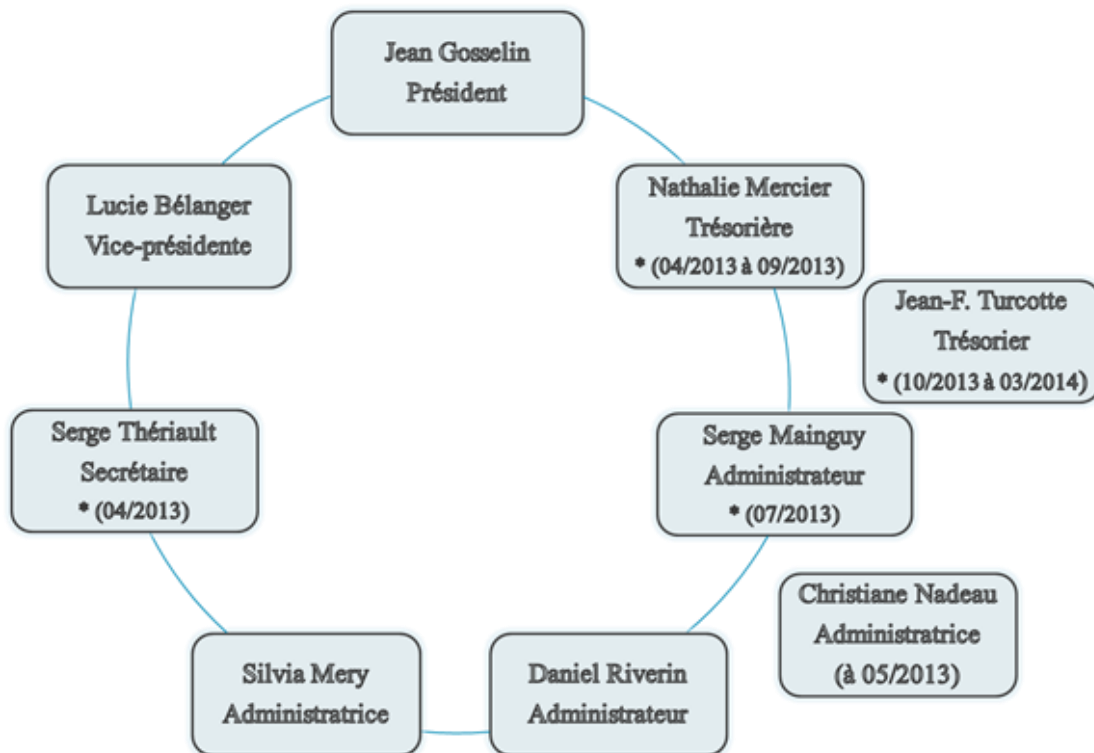 Jean Gosselin
Président
Lucie Bélanger
Vice-présidente
Nathalie Mercier
Trésorière
* (04/2013 à 09/2013)
Jean-F. Turcotte
Trésorier
* (10/2013 à 03/2014)
Serge Thériault
Secrétaire
* (04/2013)
Serge Mainguy
Administrateur
* (07/2013)
Christiane Nadeau
Administratrice
(à 05/2013)
Silvia Mery
Administratrice
Daniel Riverin
Administrateur